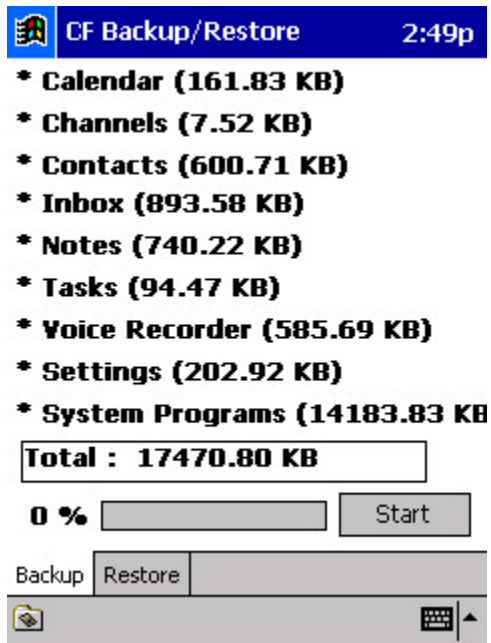 CF Backup/Restore 2:49p
* Calendar (161.83 KB)
* Channels (7.52 KB)
* Contacts (600.71 KB)
* Inbox (893.58 KB)
* Notes (740.22 KB)
* Tasks (94.47 KB)
* Voice Recorder (585.69 KB)
* Settings (202.92 KB)
* System Programs (14183.83 KB
Total : 17470.80 KB
0 % Start
Backup Restore